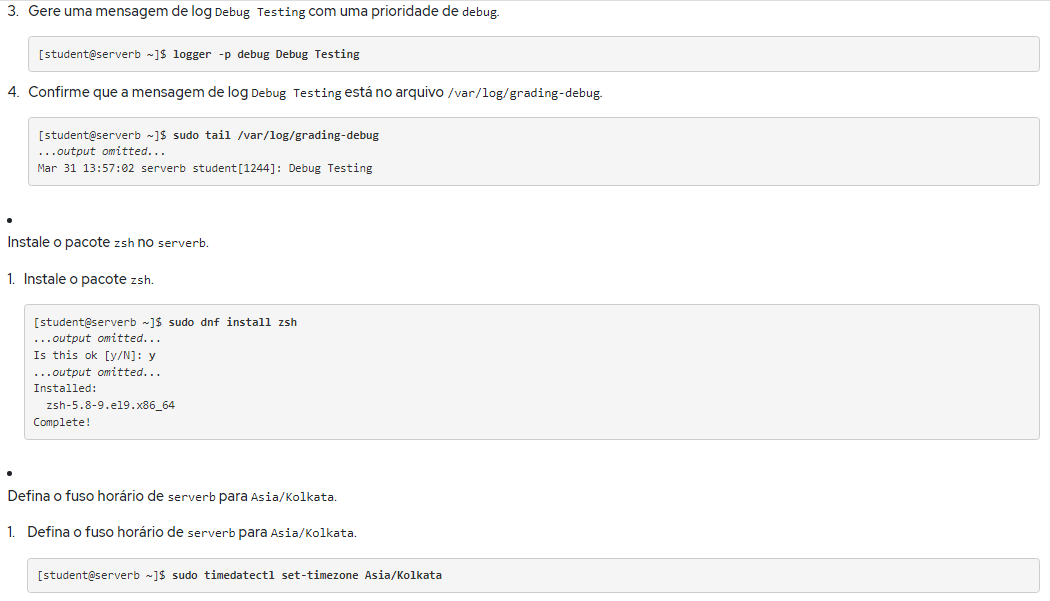 3. Gere uma mensagem de log Debug Testing com uma prioridade de debug.
[student@serverb ~]$ logger -p debug Debug Testing
4. Confirme que a mensagem de log Debug Testing está no arquivo /var/log/grading-debug.
[student@serverb ~]$ sudo tail /var/log/grading-debug
...output omitted...
Mar 31 13:57:02 serverb student[1244]: Debug Testing
•
Instale o pacote zsh no serverb.
1. Instale o pacote zsh.
[student@serverb ~]$ sudo dnf install zsh
...output omitted...
Is this ok [y/N]: y
...output omitted...
Installed:
  zsh-5.8-9.el9.x86_64
Complete!
•
Defina o fuso horário de serverb para Asia/Kolkata.
1. Defina o fuso horário de serverb para Asia/Kolkata.
[student@serverb ~]$ sudo timedatectl set-timezone Asia/Kolkata